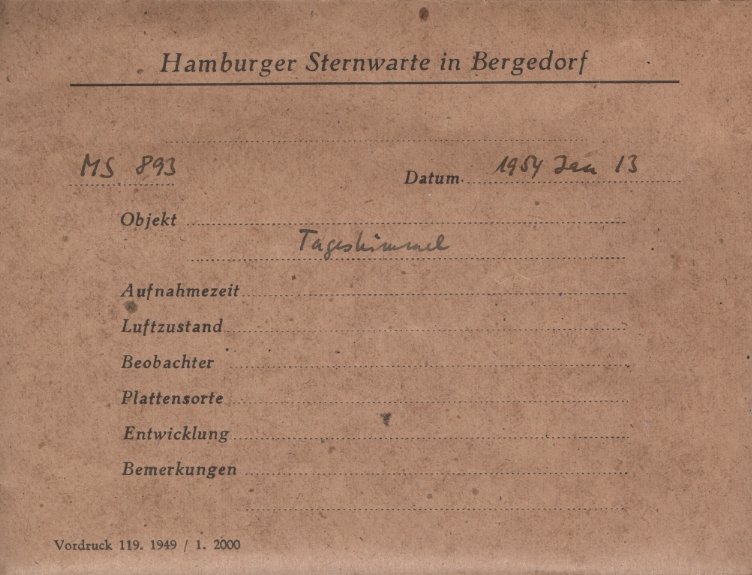 Hamburger Sternwarte in Bergedorf
MS 893 Datum 1954 Jan 13
Objekt
Tageshimmel
Aufnahmezeit
Luftzustand
Beobachter
Plattensorte
Entwicklung
Bemerkungen
Vordruck 119. 1949 / 1. 2000